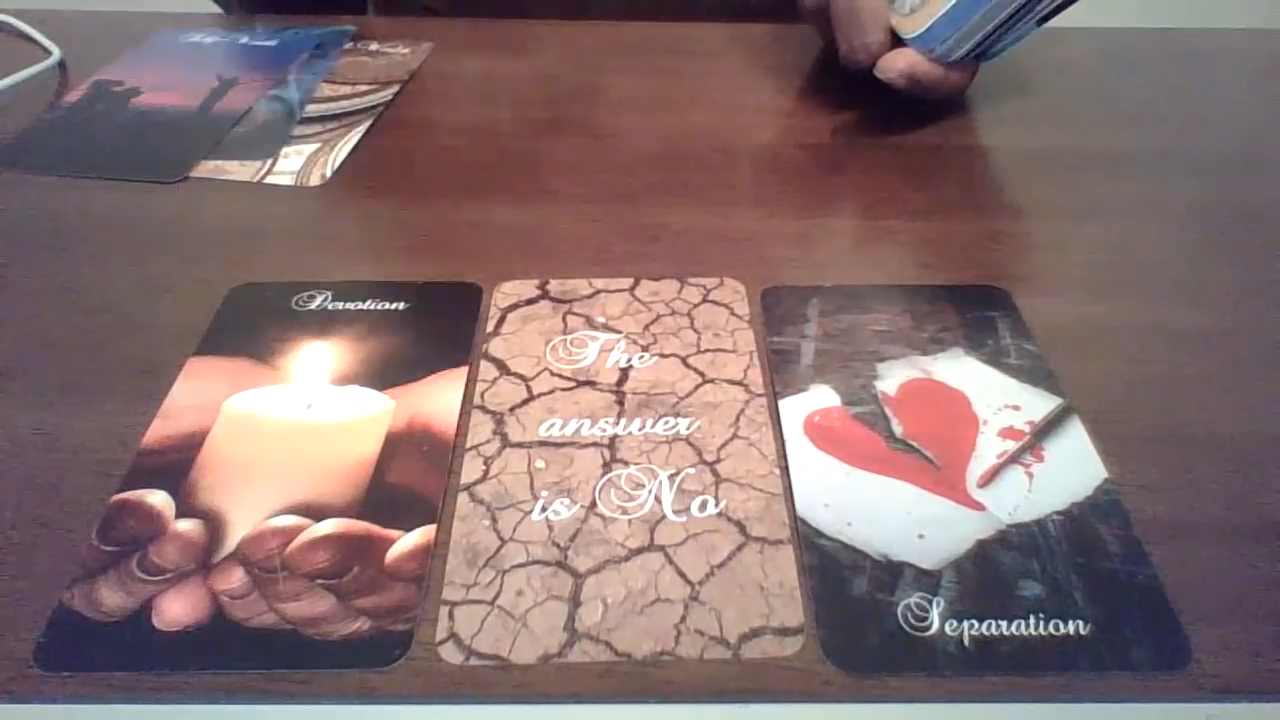 Devotion
The
answer
is No
Separation